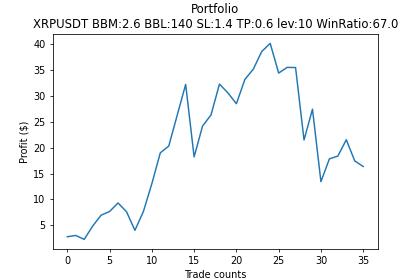 Portfolio
XRPUSDT BBM:2.6 BBL:140 SL:1.4 TP:0.6 lev:10 WinRatio:67.0
40
35
30
25
20
15
10
5
Profit ($)
0 5 10 15 20 25 30 35
Trade counts